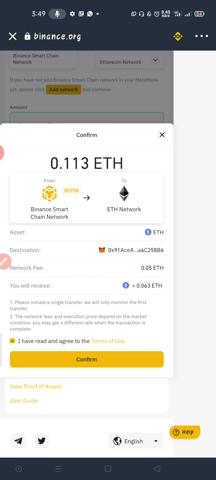 3:49
binance.org
Binance Smart Chain
Network
Ethereum Network
If you have not add Binance Smart Chain network in your MetaMask
yet, please click Add network and continue
Amount
Confirm
0.113 ETH
From
BEP20
Binance Smart
Chain Network
To
ETH Network
Asset:
ETH
Destination:
0x91AceA...a4C258B6
Network Fee:
0.05 ETH
You will receive:
≈ 0.063 ETH
1. Please initiate a single transfer, we will only monitor the first
transfer.
2. The network fees and execution price depend on the market
condition, you may get a different rate when the transaction is
complete.
I have read and agree to the Terms of Use
Confirm
View Proof of Assets
User Guide
Help
English